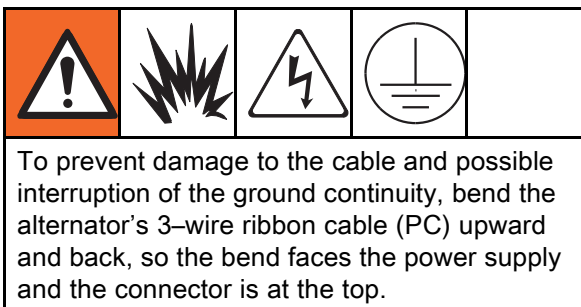 To prevent damage to the cable and possible
interruption of the ground continuity, bend the
alternator’s 3–wire ribbon cable (PC) upward
and back, so the bend faces the power supply
and the connector is at the top.